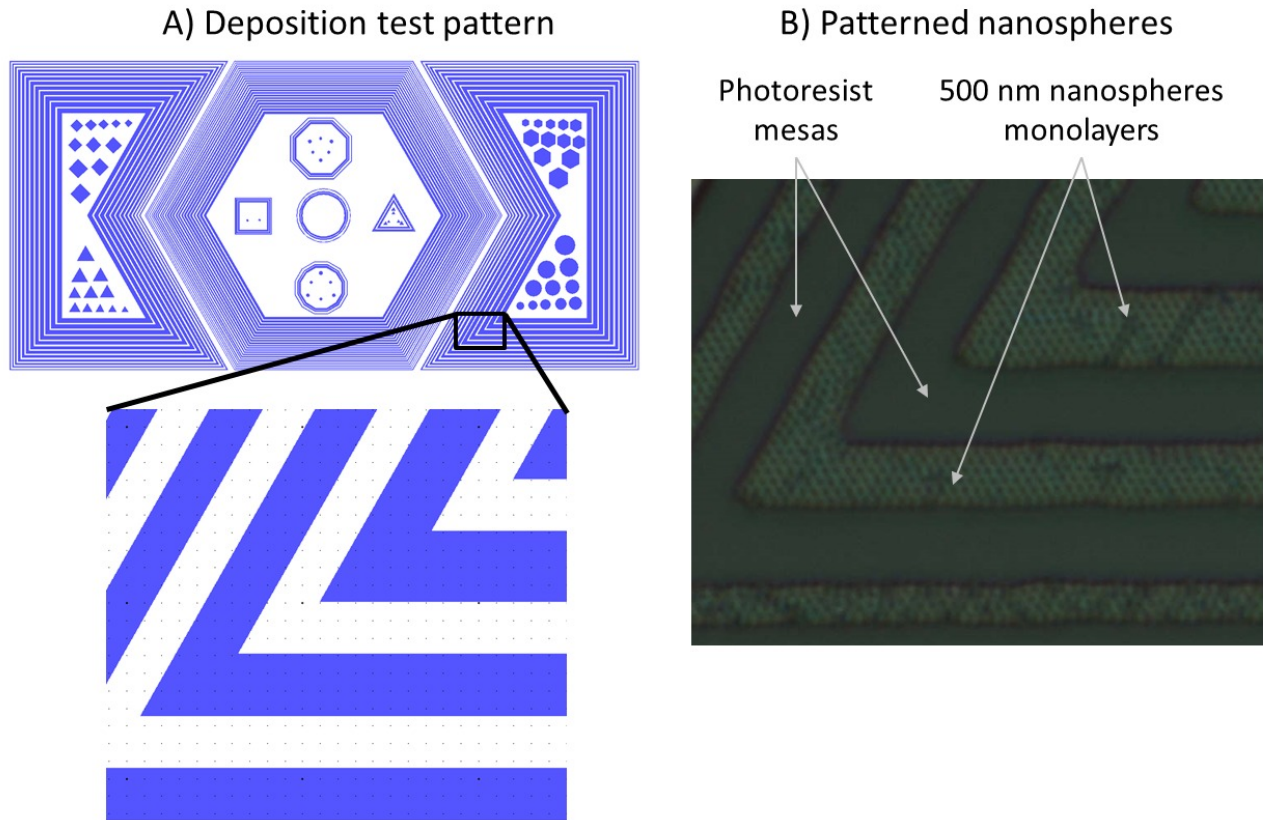 A) Deposition test pattern
B) Patterned nanospheres
Photoresist
mesas
500 nm nanospheres
monolayers